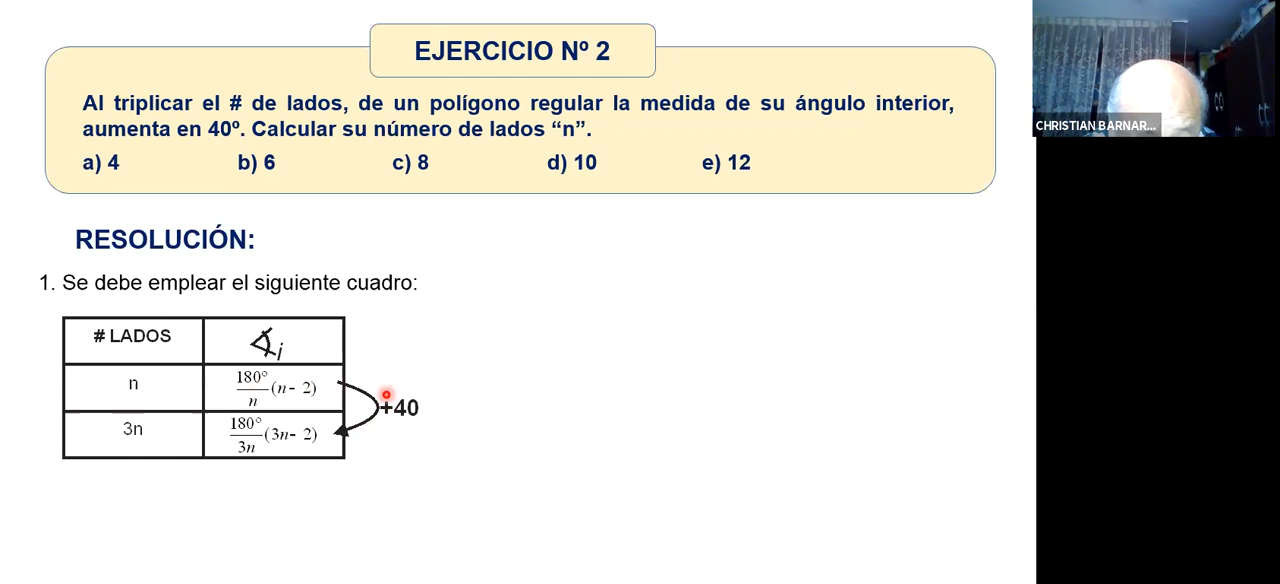 EJERCICIO Nº 2
Al triplicar el # de lados, de un polígono regular la medida de su ángulo interior,
aumenta en 40º. Calcular su número de lados “n”.
a) 4 b) 6 c) 8 d) 10 e) 12
CHRISTIAN BARNAR...
RESOLUCIÓN:
1. Se debe emplear el siguiente cuadro:
# LADOS ∡i
n 180°/n (n- 2)
+40
3n 180°/3n (3n- 2)